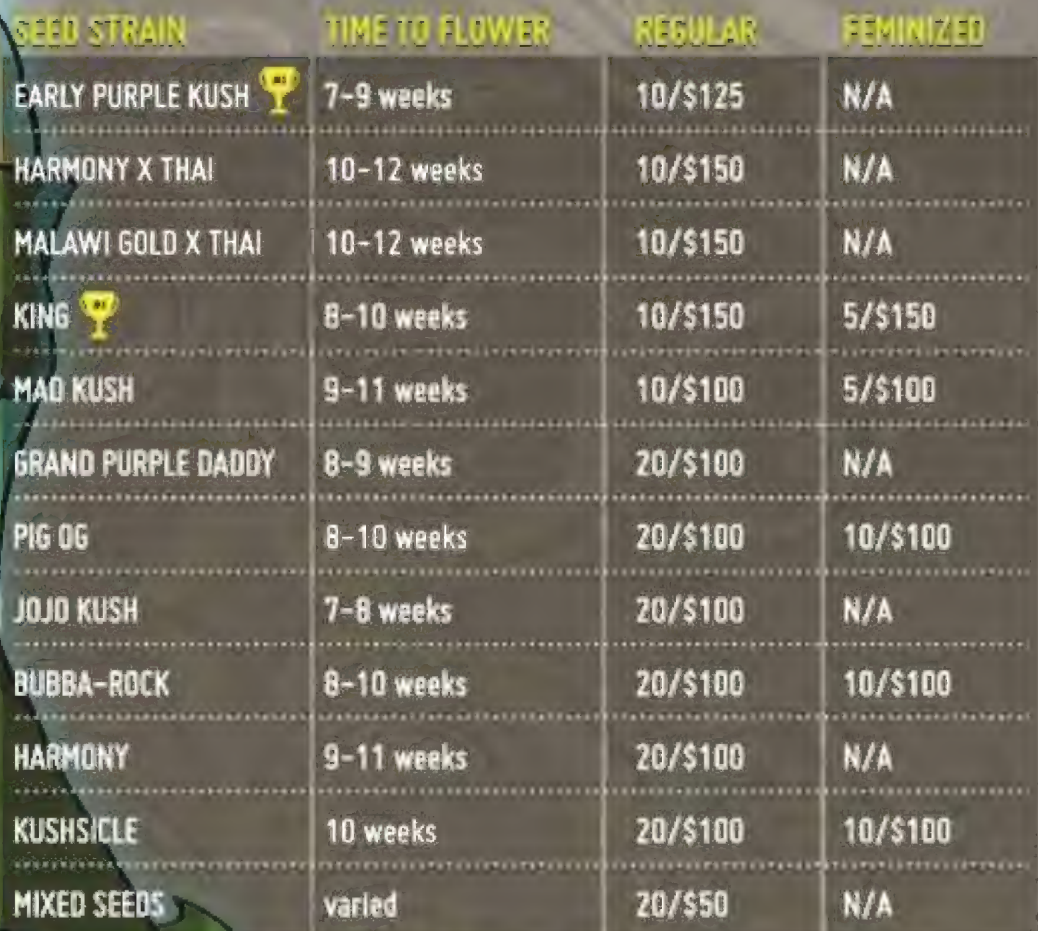 SEED STRAIN TIME TO FLOWER REGULAR FEMINIZED
EARLY PURPLE KUSH 7-9 weeks 10/$125 N/A
HARMONY X THAI 10-12 weeks 10/$150 N/A
MALAWI GOLD X THAI 10-12 weeks 10/$150 N/A
KING 8-10 weeks 10/$150 5/$150
MAD KUSH 9-11 weeks 10/$100 5/$100
GRAND PURPLE DADDY 8-9 weeks 20/$100 N/A
PIG OG 8-10 weeks 20/$100 10/$100
JOJO KUSH 7-8 weeks 20/$100 N/A
BUBBA-ROCK 8-10 weeks 20/$100 10/$100
HARMONY 9-11 weeks 20/$100 N/A
KUSHSICLE 10 weeks 20/$100 10/$100
MIXED SEEDS varied 20/$50 N/A